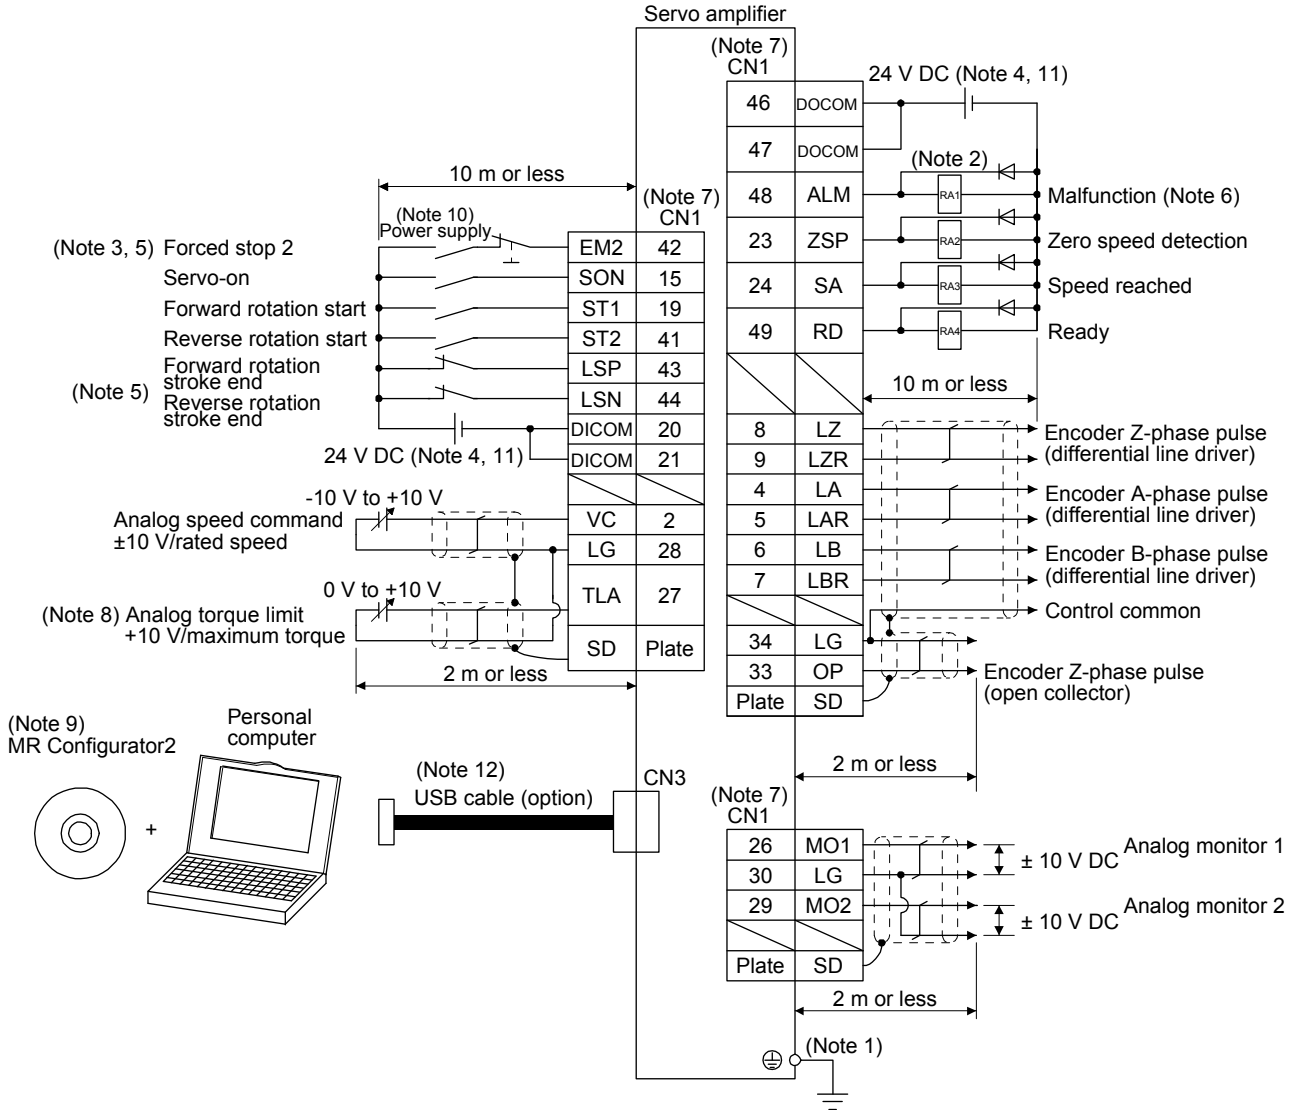 Servo amplifier
(Note 7)
CN1
24 V DC (Note 4, 11)
46 DOCOM
47 DOCOM
(Note 2)
48 ALM RA1 Malfunction (Note 6)
23 ZSP RA2 Zero speed detection
24 SA RA3 Speed reached
49 RD RA4 Ready
10 m or less
8 LZ
9 LZR
Encoder Z-phase pulse
(differential line driver)
4 LA
5 LAR
Encoder A-phase pulse
(differential line driver)
6 LB
7 LBR
Encoder B-phase pulse
(differential line driver)
Control common
34 LG
33 OP
Encoder Z-phase pulse
(open collector)
Plate SD
2 m or less
10 m or less
(Note 7)
CN1
(Note 10)
Power supply
(Note 3, 5) Forced stop 2 EM2 42
Servo-on SON 15
Forward rotation start ST1 19
Reverse rotation start ST2 41
Forward rotation
stroke end
LSP 43
(Note 5)
Reverse rotation
stroke end
LSN 44
DICOM 20
24 V DC (Note 4, 11)
DICOM 21
-10 V to +10 V
Analog speed command
±10 V/rated speed
VC 2
LG 28
0 V to +10 V
(Note 8) Analog torque limit
+10 V/maximum torque
TLA 27
SD Plate
2 m or less
(Note 9)
MR Configurator2
+
Personal
computer
(Note 12)
USB cable (option)
CN3
(Note 7)
CN1
26 MO1
± 10 V DC
Analog monitor 1
30 LG
29 MO2
± 10 V DC
Analog monitor 2
Plate SD
2 m or less
(Note 1)